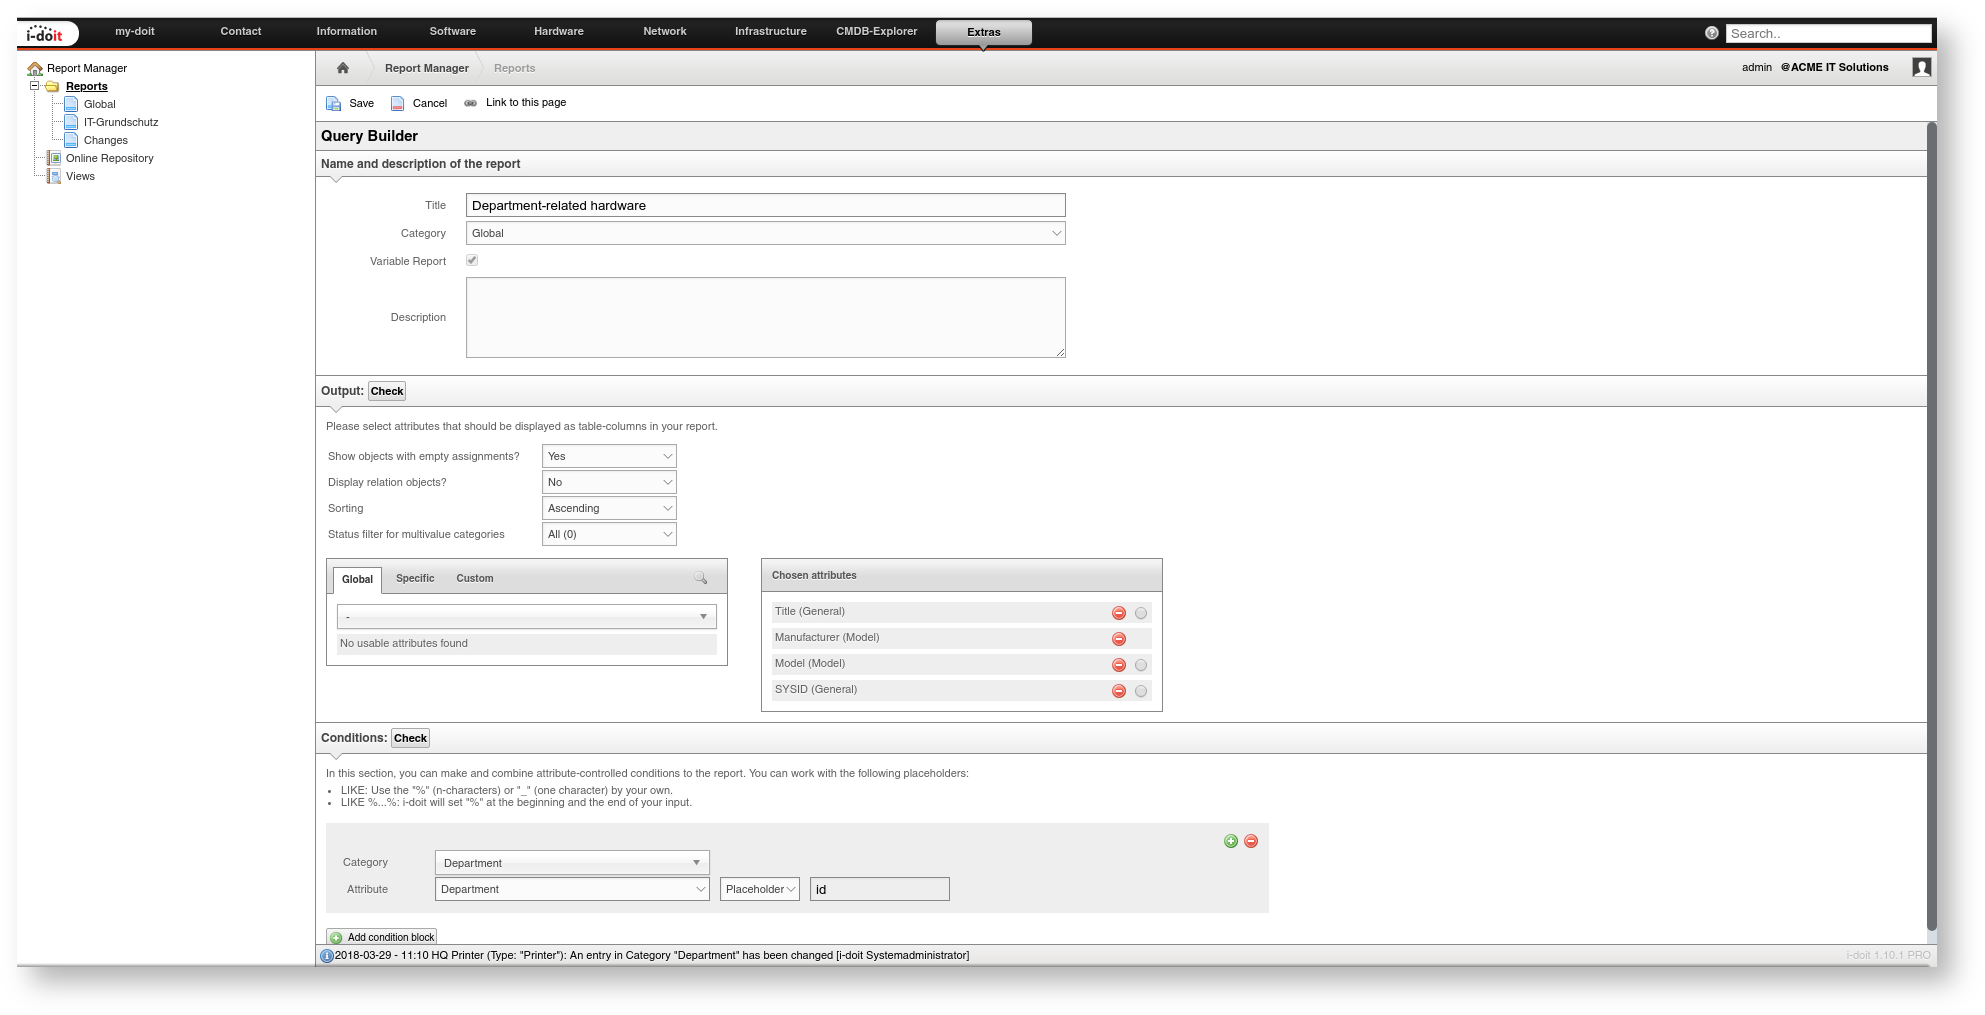 i-doit my-doit Contact Information Software Hardware Network Infrastructure CMDB-Explorer Extras ? Search..
Report Manager
Reports
Global
IT-Grundschutz
Changes
Online Repository
Views
Report Manager Reports admin @ACME IT Solutions
Save Cancel Link to this page
Query Builder
Name and description of the report
Title Department-related hardware
Category Global
Variable Report
Description
Output: Check
Please select attributes that should be displayed as table-columns in your report.
Show objects with empty assignments? Yes
Display relation objects? No
Sorting Ascending
Status filter for multivalue categories All (0)
Global Specific Custom
-
No usable attributes found
Chosen attributes
Title (General)
Manufacturer (Model)
Model (Model)
SYSID (General)
Conditions: Check
In this section, you can make and combine attribute-controlled conditions to the report. You can work with the following placeholders:
• LIKE: Use the "%" (n-characters) or "_" (one character) by your own.
• LIKE %...%: i-doit will set "%" at the beginning and the end of your input.
Category Department
Attribute Department Placeholder id
Add condition block
2018-03-29 - 11:10 HQ Printer (Type: "Printer"): An entry in Category "Department" has been changed [i-doit Systemadministrator] i-doit 1.10.1 PRO